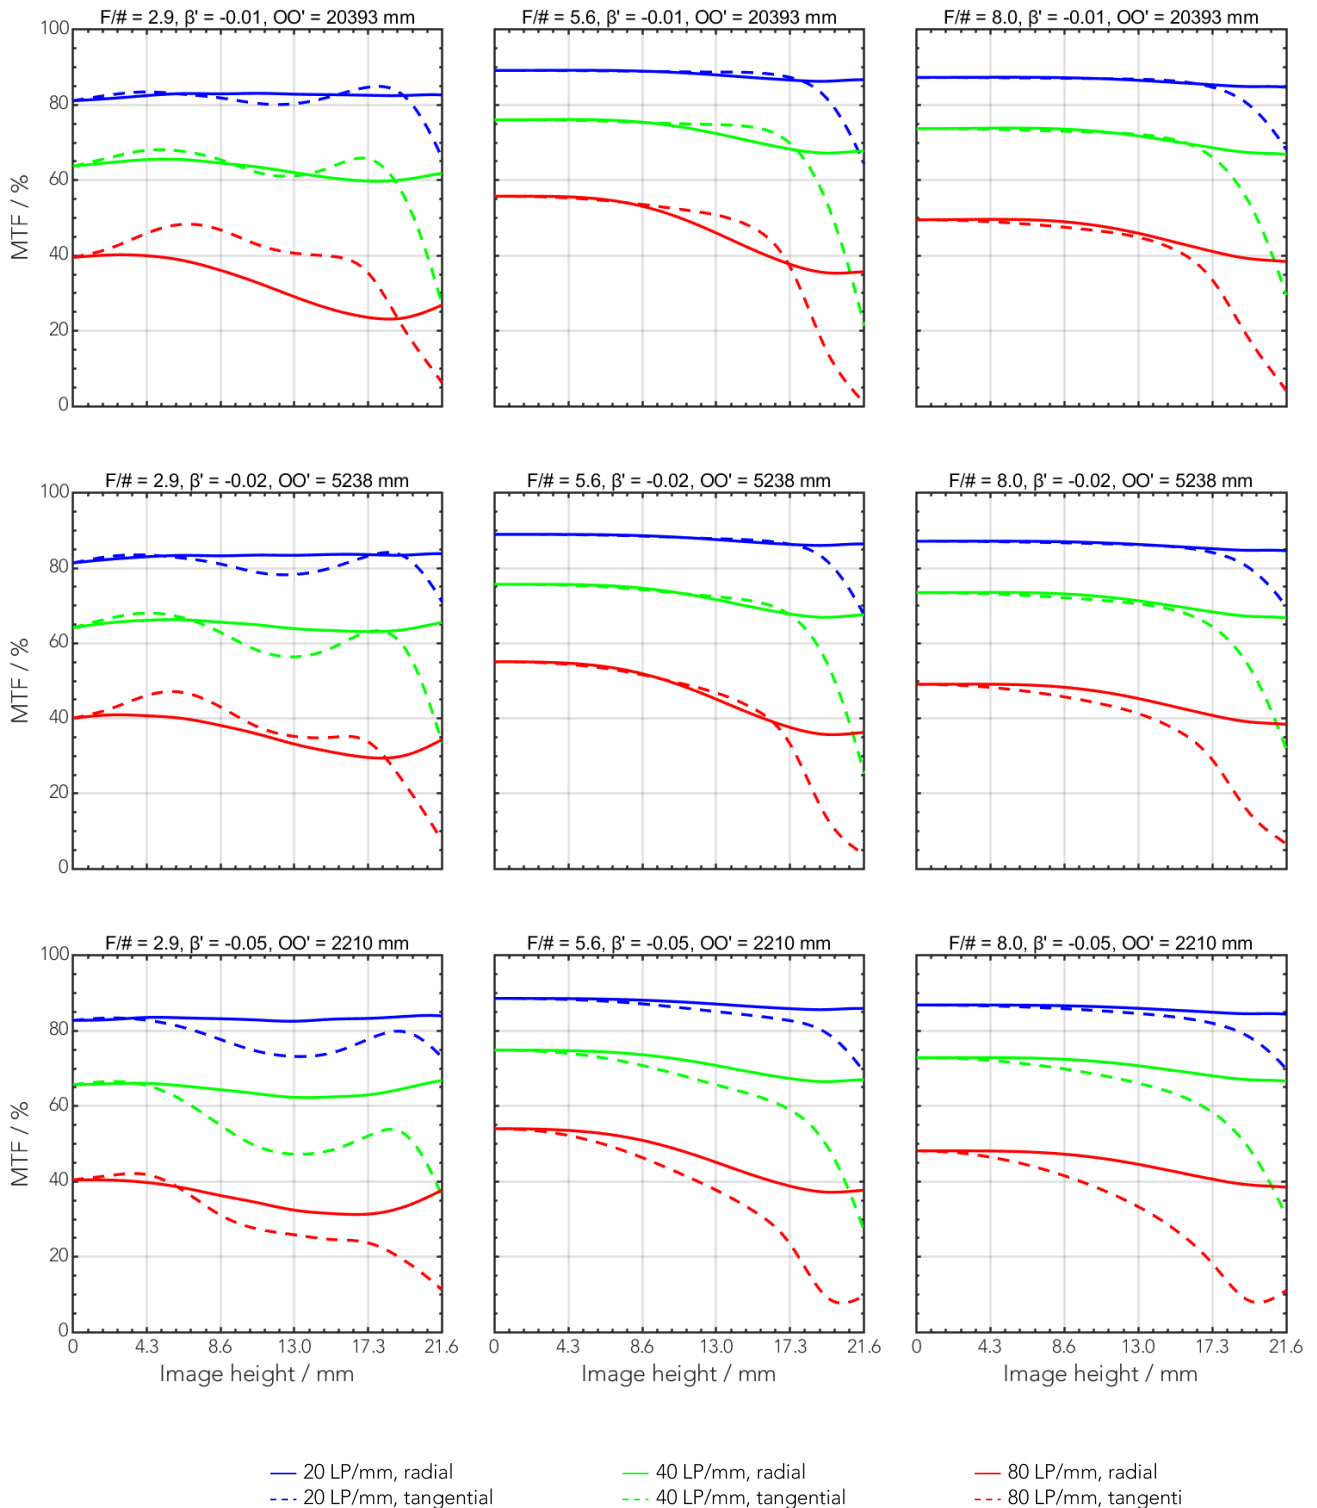 F/# = 2.9, β' = -0.01, OO' = 20393 mm
F/# = 5.6, β' = -0.01, OO' = 20393 mm
F/# = 8.0, β' = -0.01, OO' = 20393 mm
100
80
60
40
20
0
MTF / %
F/# = 2.9, β' = -0.02, OO' = 5238 mm
F/# = 5.6, β' = -0.02, OO' = 5238 mm
F/# = 8.0, β' = -0.02, OO' = 5238 mm
100
80
60
40
20
0
MTF / %
F/# = 2.9, β' = -0.05, OO' = 2210 mm
F/# = 5.6, β' = -0.05, OO' = 2210 mm
F/# = 8.0, β' = -0.05, OO' = 2210 mm
100
80
60
40
20
0
MTF / %
0 4.3 8.6 13.0 17.3 21.6
0 4.3 8.6 13.0 17.3 21.6
0 4.3 8.6 13.0 17.3 21.6
Image height / mm
Image height / mm
Image height / mm
20 LP/mm, radial
20 LP/mm, tangential
40 LP/mm, radial
40 LP/mm, tangential
80 LP/mm, radial
80 LP/mm, tangenti